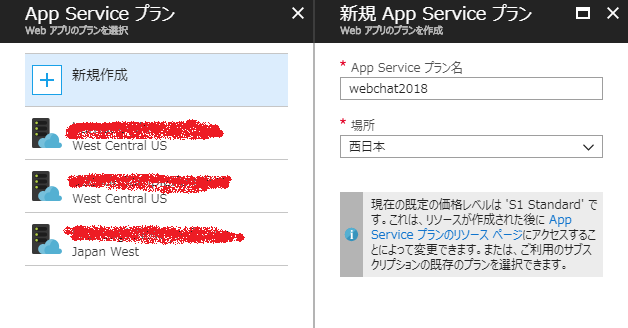 App Service プラン
Web アプリのプランを選択
新規作成
West Central US
West Central US
Japan West
新規 App Service プラン
Web アプリのプランを作成
* App Service プラン名
webchat2018
* 場所
西日本
現在の既定の価格レベルは 'S1 Standard' で
す。これは、リソースが作成された後に App
Service プランのリソース ページにアクセスするこ
とによって変更できます。または、ご利用のサブス
クリプションの既存のプランを選択できます。